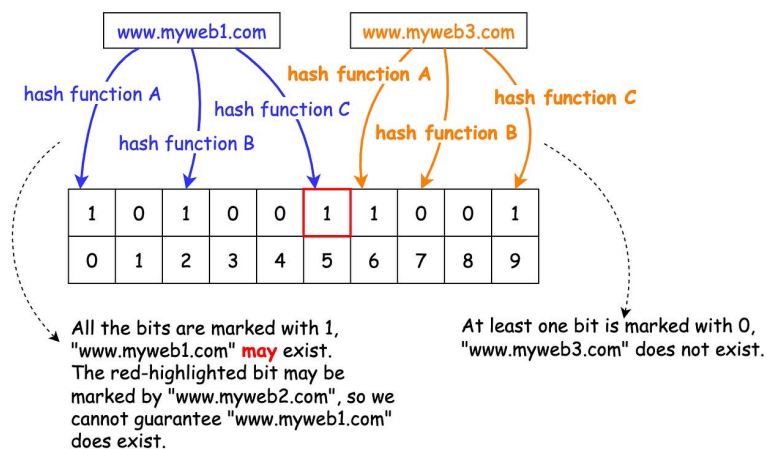 www.myweb1.com
www.myweb3.com
hash function A
hash function A
hash function C
hash function C
hash function B
hash function B
1 0 1 0 0 1 1 0 0 1
0 1 2 3 4 5 6 7 8 9
All the bits are marked with 1,
"www.myweb1.com" may exist.
The red-highlighted bit may be
marked by "www.myweb2.com", so we
cannot guarantee "www.myweb1.com"
does exist.
At least one bit is marked with 0,
"www.myweb3.com" does not exist.